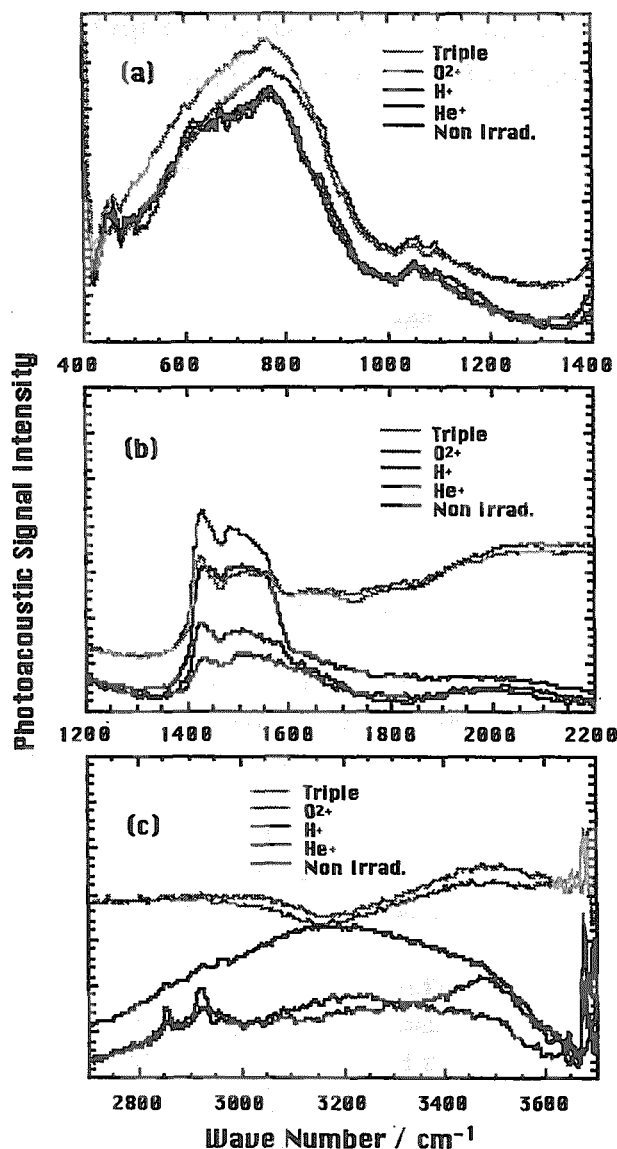 Photoacoustic Signal Intensity
(a)
Triple
O2+
H+
He+
Non Irrad.
400 600 800 1000 1200 1400
(b)
Triple
O2+
H+
He+
Non Irrad.
1200 1400 1600 1800 2000 2200
(c)
Triple
O2+
H+
He+
Non Irrad.
2800 3000 3200 3400 3600
Wave Number / cm-1